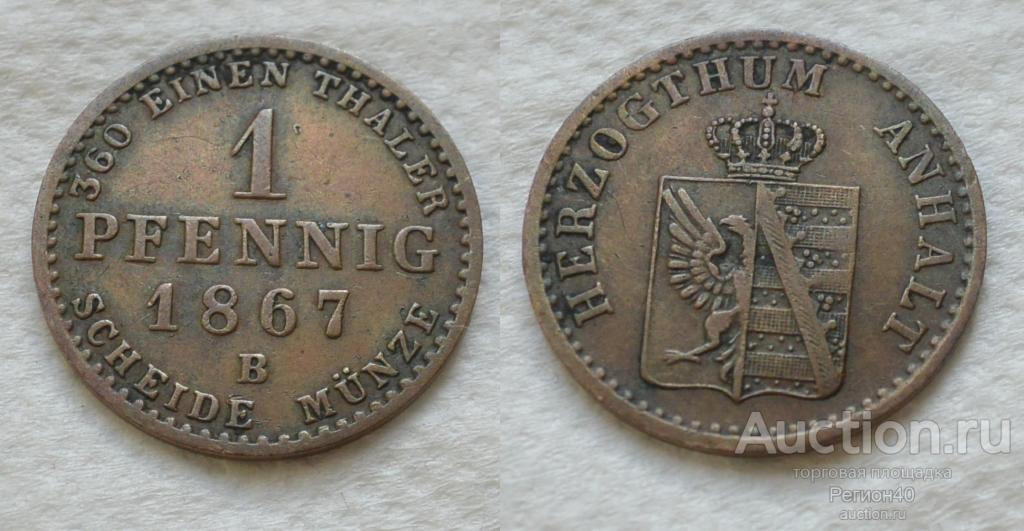 360 EINEN THALER
1
PFENNIG
1867
B
SCHEIDE MÜNZE
HERZOGTHUM ANHALT
Auction.ru
торговая площадка
Регион40
auction.ru